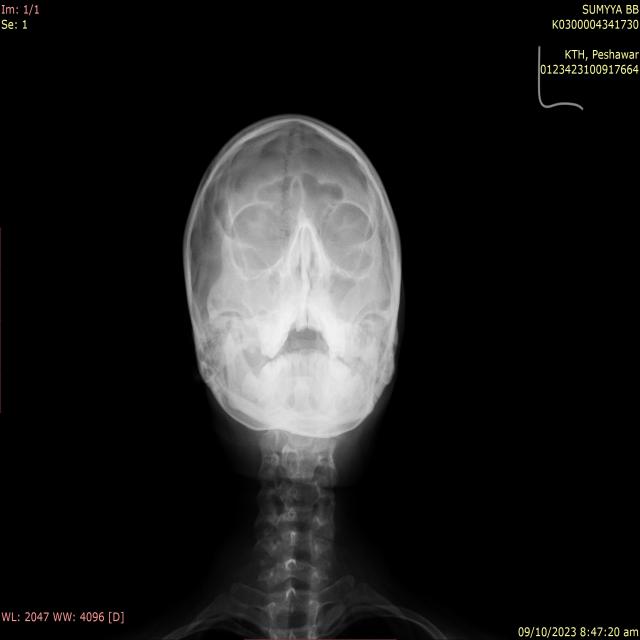 Im: 1/1
Se: 1
SUMYYA BB
K0300004341730
KTH, Peshawar
0123423100917664
WL: 2047 WW: 4096 [D]
09/10/2023 8:47:20 am